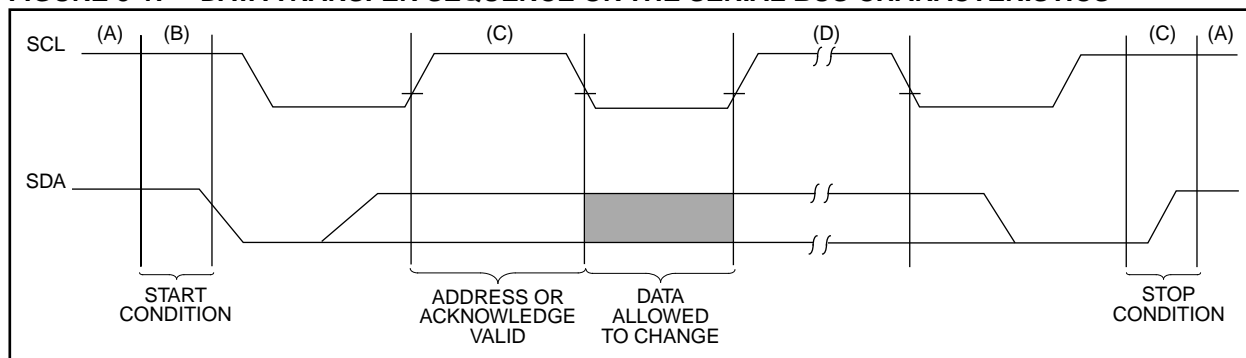 (A) (B) (C) (D) (C) (A)
SCL
SDA
START
CONDITION
ADDRESS OR
ACKNOWLEDGE
VALID
DATA
ALLOWED
TO CHANGE
STOP
CONDITION